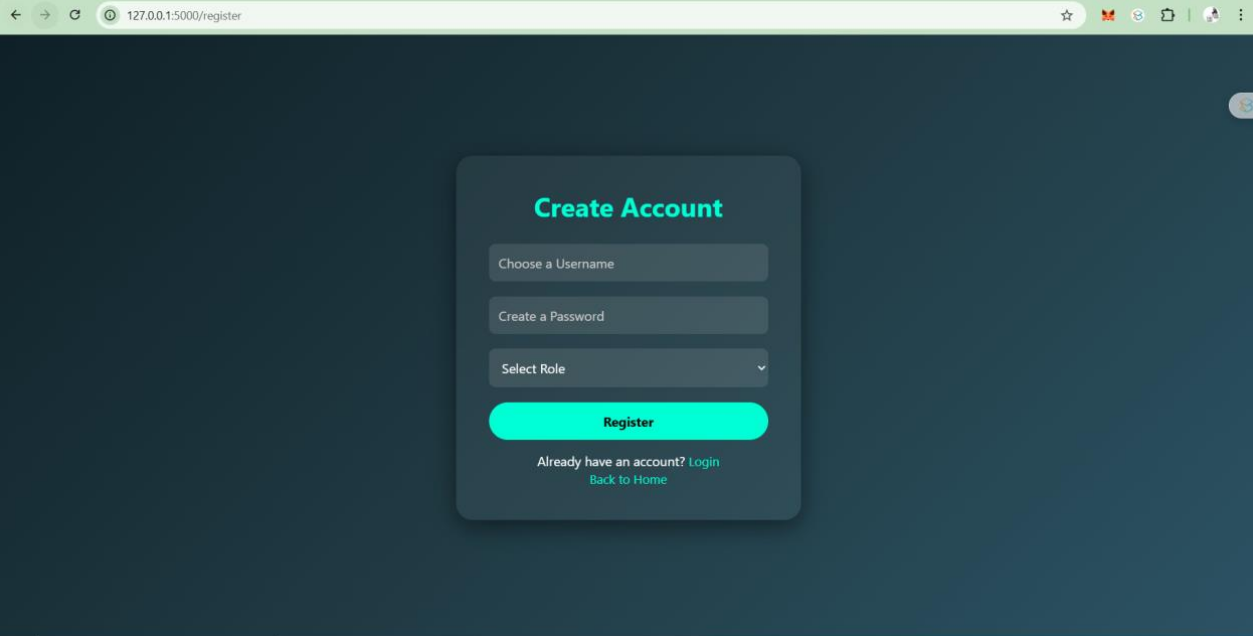 127.0.0.1:5000/register
Create Account
Choose a Username
Create a Password
Select Role
Register
Already have an account? Login
Back to Home